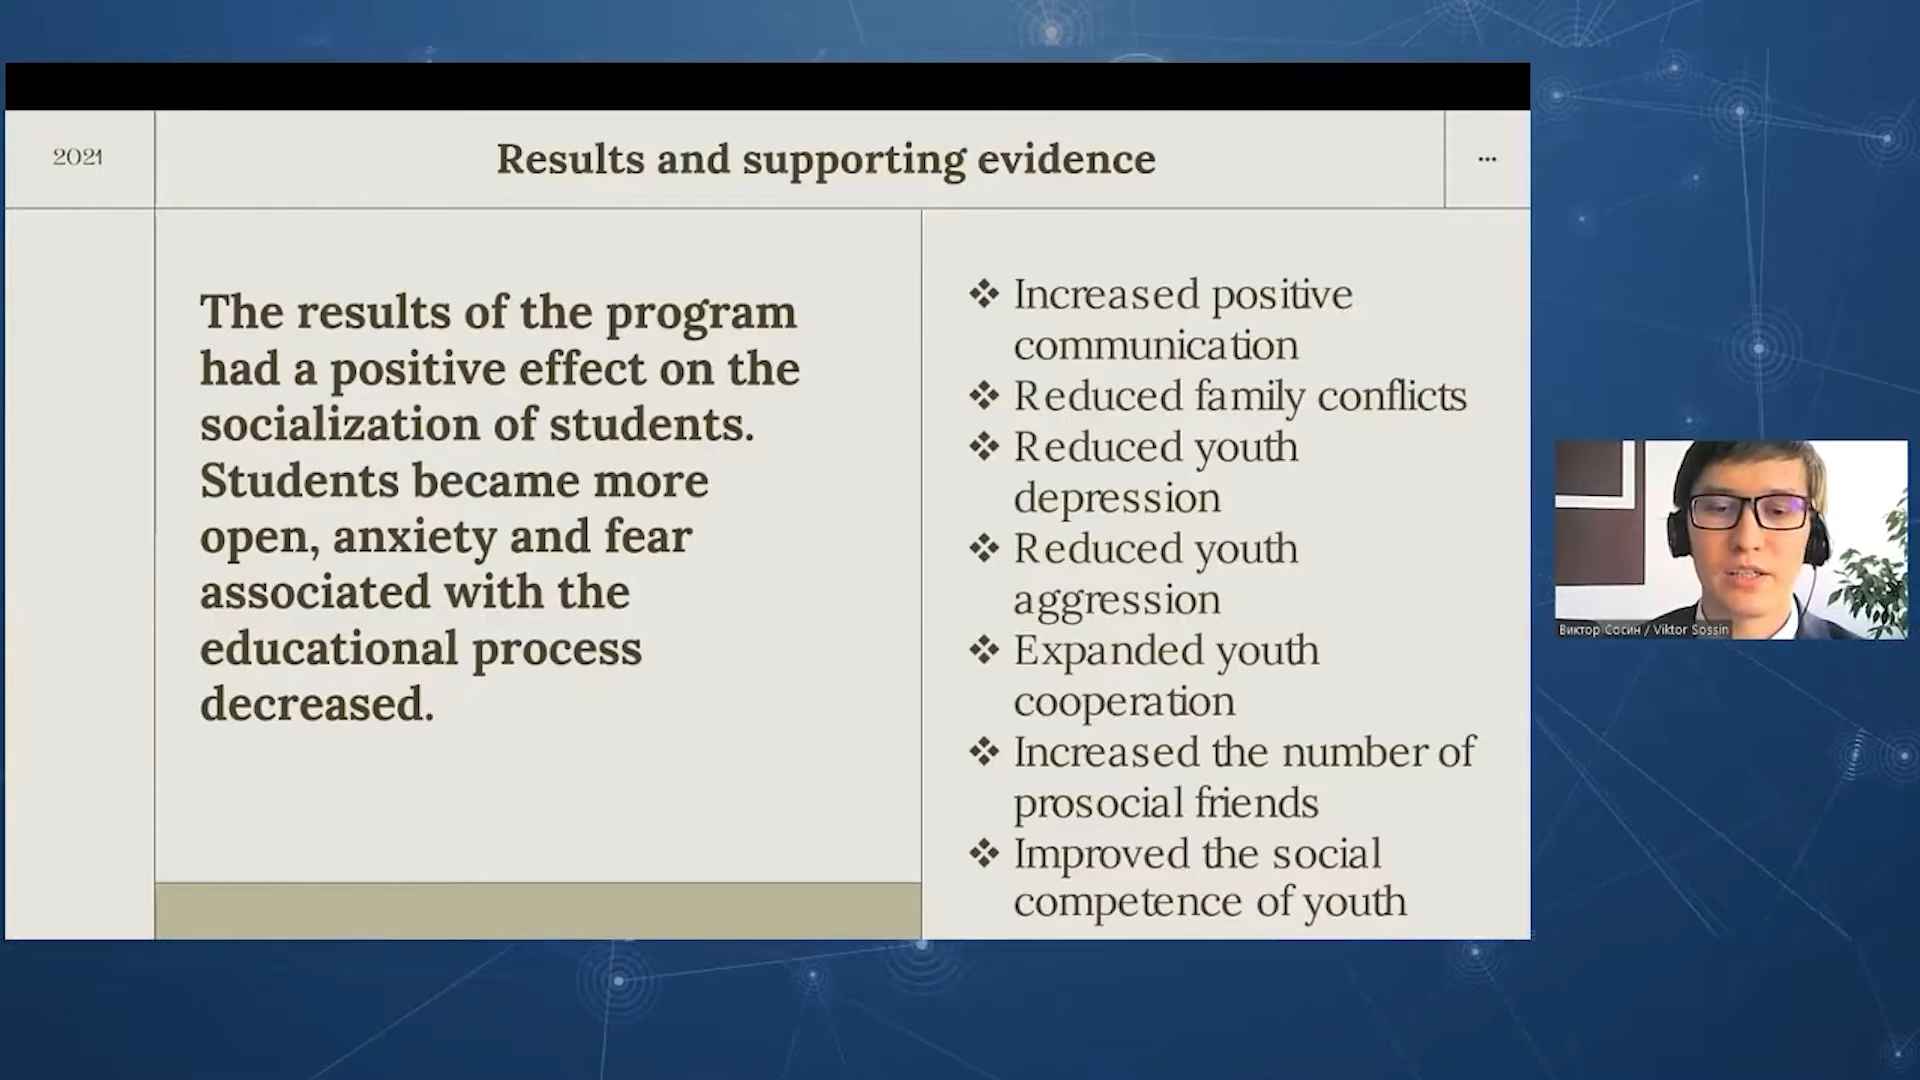 2021
Results and supporting evidence
...
The results of the program
had a positive effect on the
socialization of students.
Students became more
open, anxiety and fear
associated with the
educational process
decreased.
❖ Increased positive
communication
❖ Reduced family conflicts
❖ Reduced youth
depression
❖ Reduced youth
aggression
❖ Expanded youth
cooperation
❖ Increased the number of
prosocial friends
❖ Improved the social
competence of youth
Виктор Сосин / Viktor Sossin